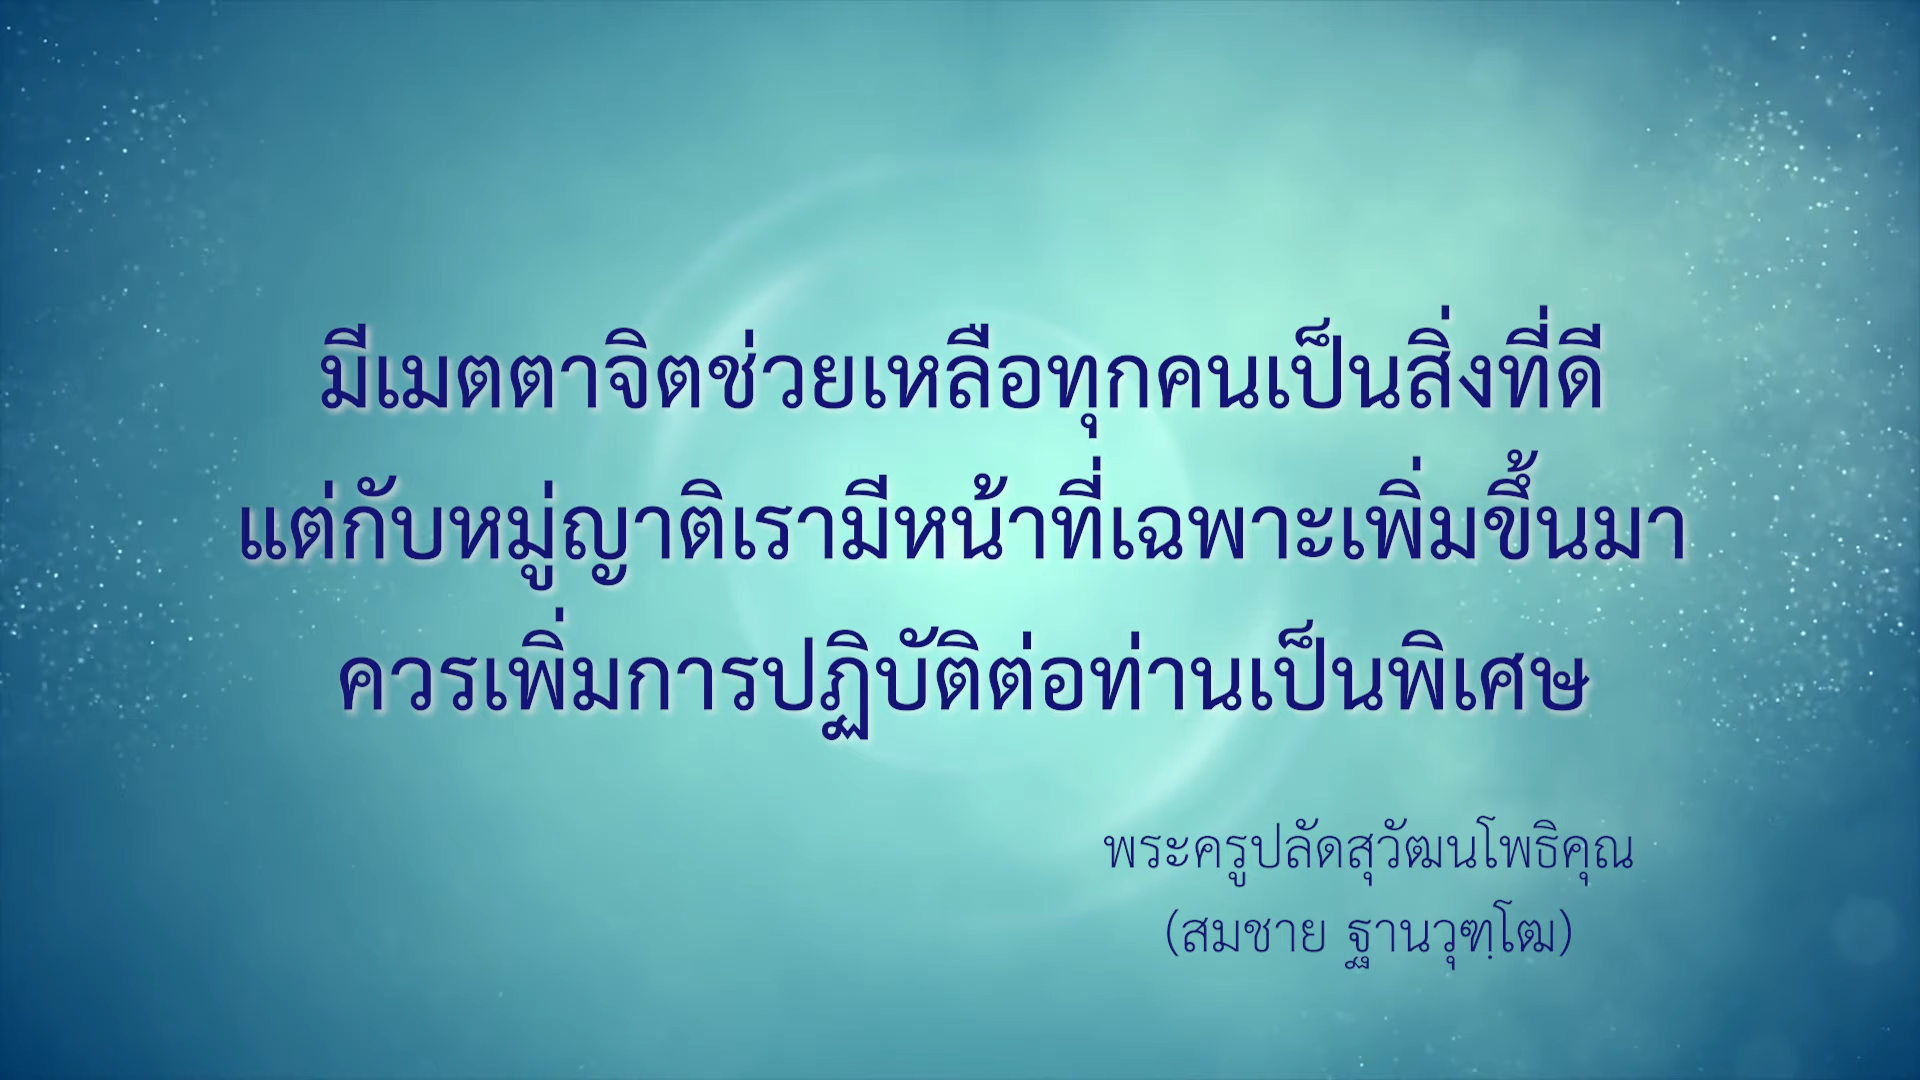 มีเมตตาจิตช่วยเหลือทุกคนเป็นสิ่งที่ดี
แต่กับหมู่ญาติเรามีหน้าที่เฉพาะเพิ่มขึ้นมา
ควรเพิ่มการปฏิบัติต่อท่านเป็นพิเศษ
พระครูปลัดสุวัฒนโพธิคุณ
(สมชาย ฐานวุฑฺโฒ)